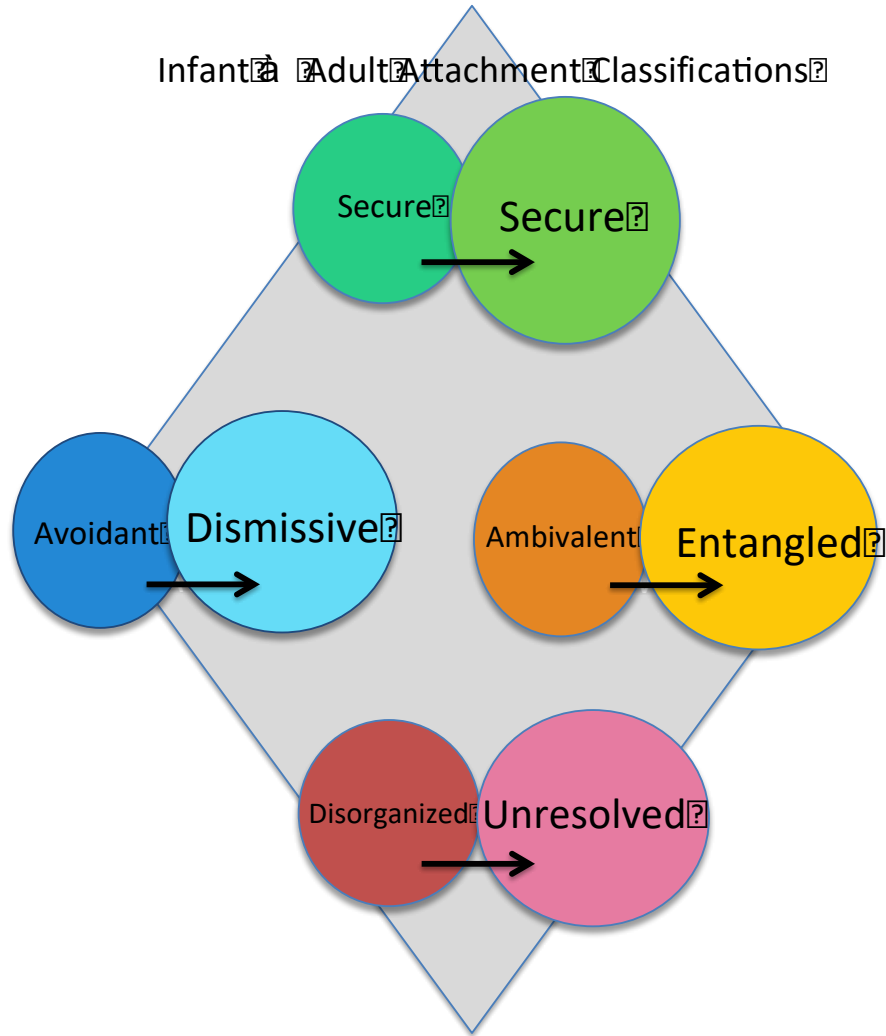 Infant�à �Adult�Attachment�Classifications�
Secure�
Secure�
Avoidant�
Dismissive�
Ambivalent�
Entangled�
Disorganized�
Unresolved�